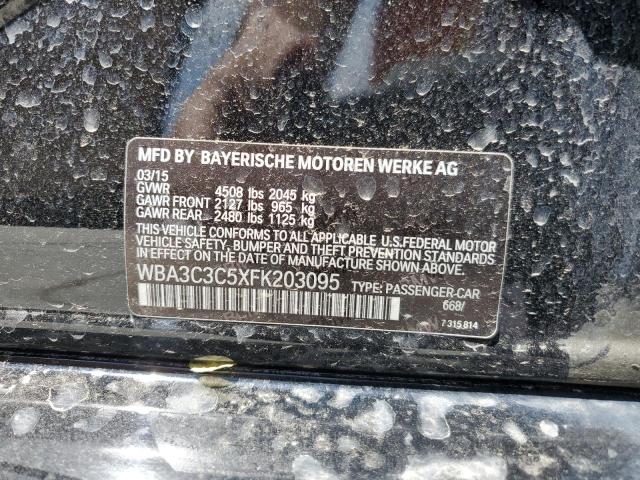 MFD BY BAYERISCHE MOTOREN WERKE AG
03/15
GVWR 4508 lbs 2045 kg
GAWR FRONT 2127 lbs 965 kg
GAWR REAR 2480 lbs 1125 kg
THIS VEHICLE CONFORMS TO ALL APPLICABLE U.S.FEDERAL MOTOR
VEHICLE SAFETY, BUMPER AND THEFT PREVENTION
STANDARDS IN EFFECT ON THE DATE OF MANUFACTURE SHOWN ABOVE.
WBA3C3C5XFK203095 TYPE: PASSENGER-CAR
668/
7 315 814